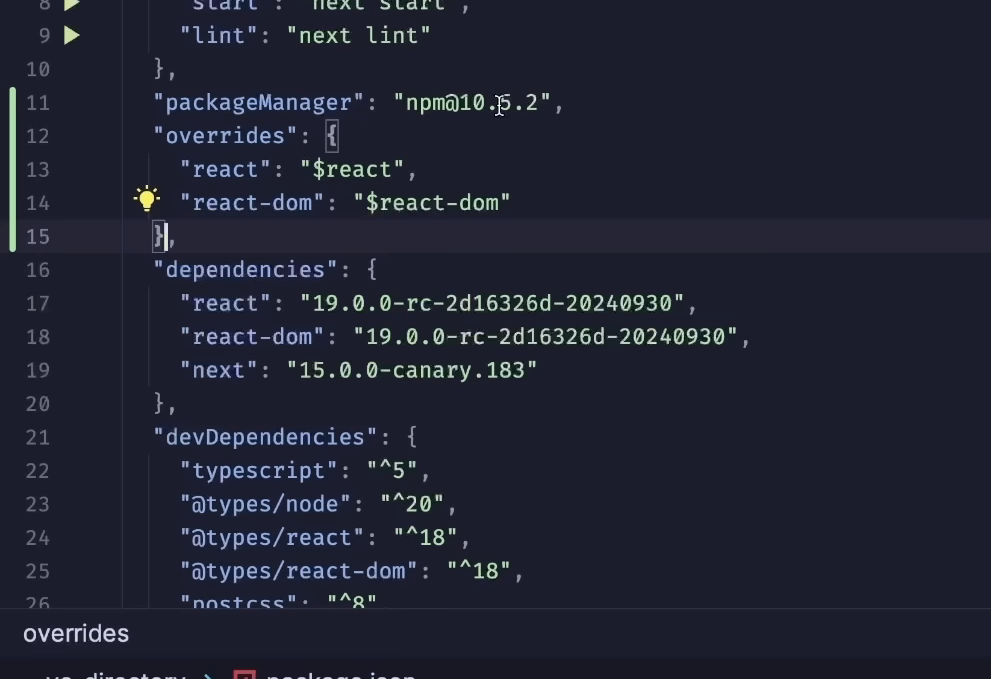 8 "start": "next start",
9 "lint": "next lint"
10 },
11 "packageManager": "npm@10.5.2",
12 "overrides": {
13 "react": "$react",
14 "react-dom": "$react-dom"
15 },
16 "dependencies": {
17 "react": "19.0.0-rc-2d16326d-20240930",
18 "react-dom": "19.0.0-rc-2d16326d-20240930",
19 "next": "15.0.0-canary.183"
20 },
21 "devDependencies": {
22 "typescript": "^5",
23 "@types/node": "^20",
24 "@types/react": "^18",
25 "@types/react-dom": "^18",
26 "postcss": "^8",
overrides
directory > package.json